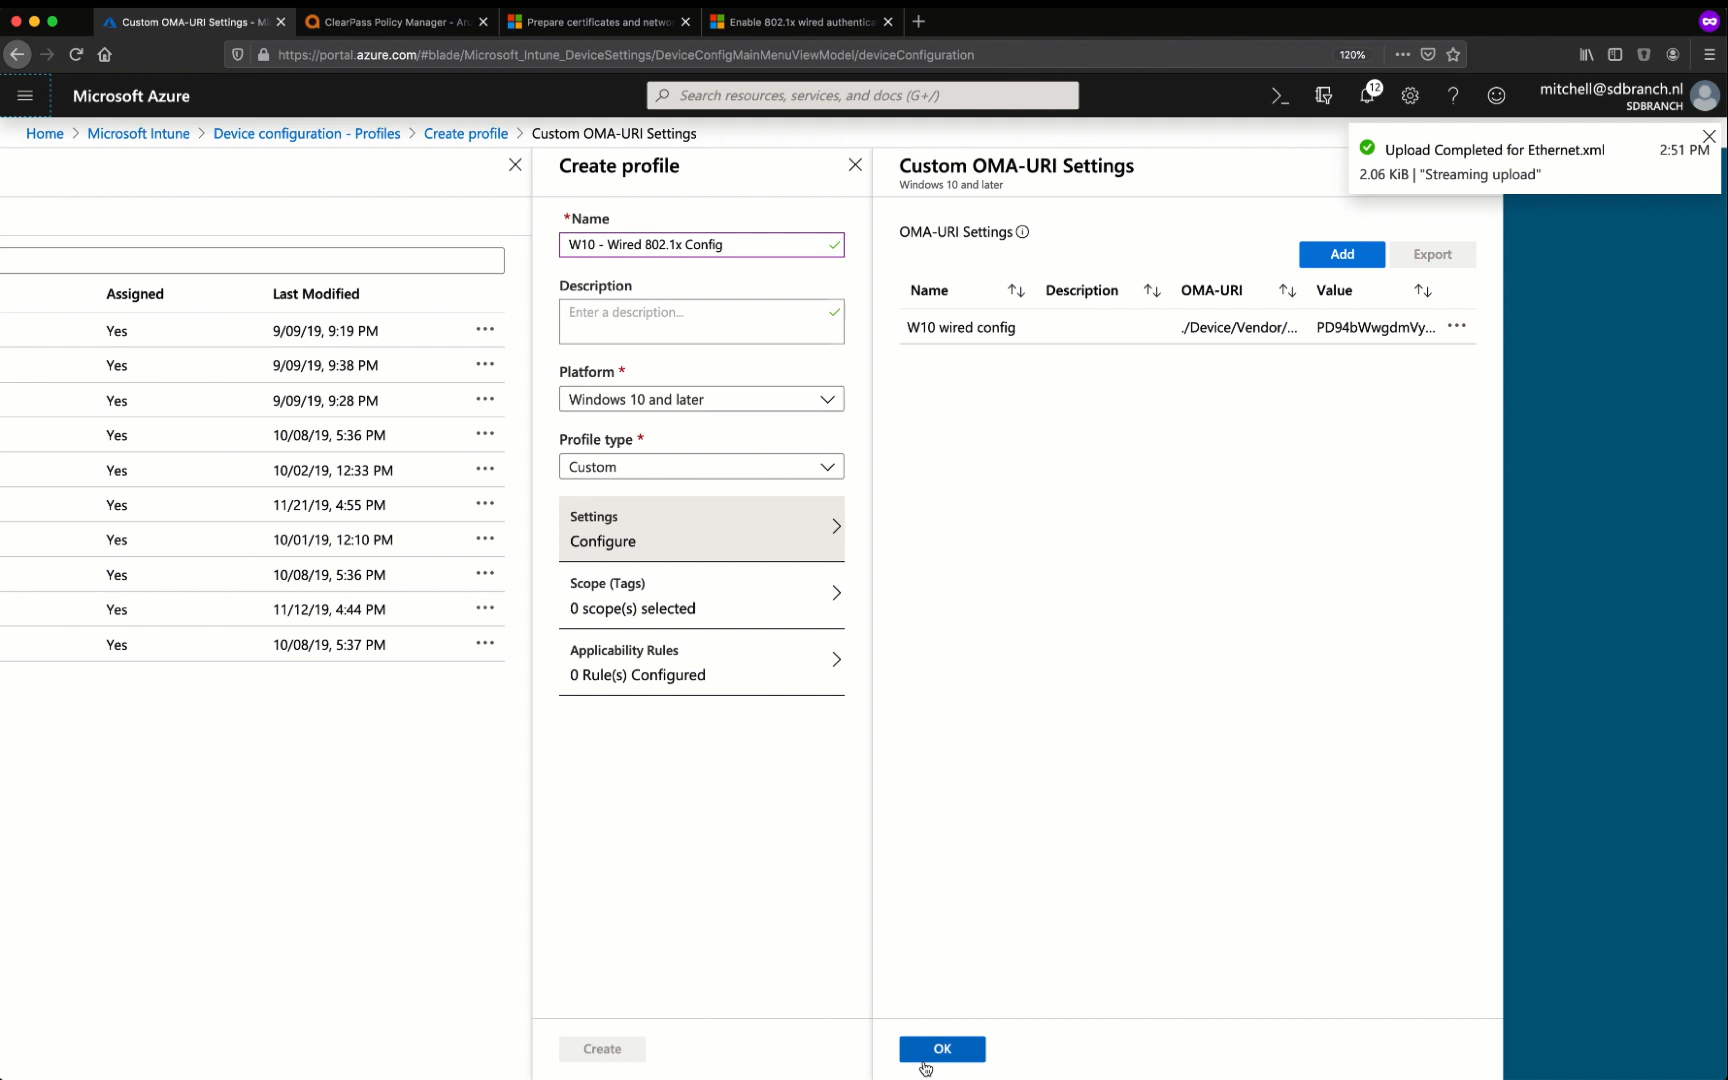 Custom OMA-URI Settings - Mi
ClearPass Policy Manager - Aru
Prepare certificates and networ
Enable 802.1x wired authentica
https://portal.azure.com/#blade/Microsoft_Intune_DeviceSettings/DeviceConfigMainMenuViewModel/deviceConfiguration
120%
Microsoft Azure
Search resources, services, and docs (G+/)
12
mitchell@sdbranch.nl
SDBRANCH
Home > Microsoft Intune > Device configuration - Profiles > Create profile > Custom OMA-URI Settings
Upload Completed for Ethernet.xml 2:51 PM
2.06 KiB | "Streaming upload"
Assigned Last Modified
Yes 9/09/19, 9:19 PM
Yes 9/09/19, 9:38 PM
Yes 9/09/19, 9:28 PM
Yes 10/08/19, 5:36 PM
Yes 10/02/19, 12:33 PM
Yes 11/21/19, 4:55 PM
Yes 10/01/19, 12:10 PM
Yes 10/08/19, 5:36 PM
Yes 11/12/19, 4:44 PM
Yes 10/08/19, 5:37 PM
Create profile
*Name
W10 - Wired 802.1x Config
Description
Enter a description...
Platform *
Windows 10 and later
Profile type *
Custom
Settings
Configure
Scope (Tags)
0 scope(s) selected
Applicability Rules
0 Rule(s) Configured
Create
Custom OMA-URI Settings
Windows 10 and later
OMA-URI Settings
Add Export
Name Description OMA-URI Value
W10 wired config ./Device/Vendor/... PD94bWwgdmVy...
OK